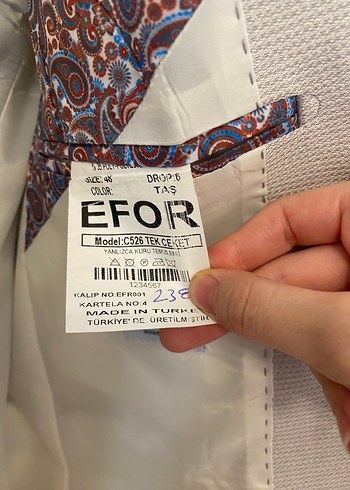 SIZE: 48 DROP:6
COLOR: TAŞ
EFOR
Model:C526 TEK CEKET
YALNIZCA KURU TEMİZLEME
1234567
KALIP NO:EFR001 238
KARTELA NO:4
MADE IN TURKE
TÜRKİYE' DE ÜRETİLMİŞTİR